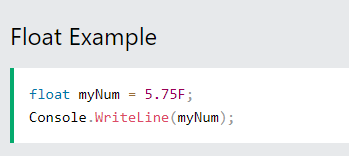 Float Example
float myNum = 5.75F;
Console.WriteLine(myNum);